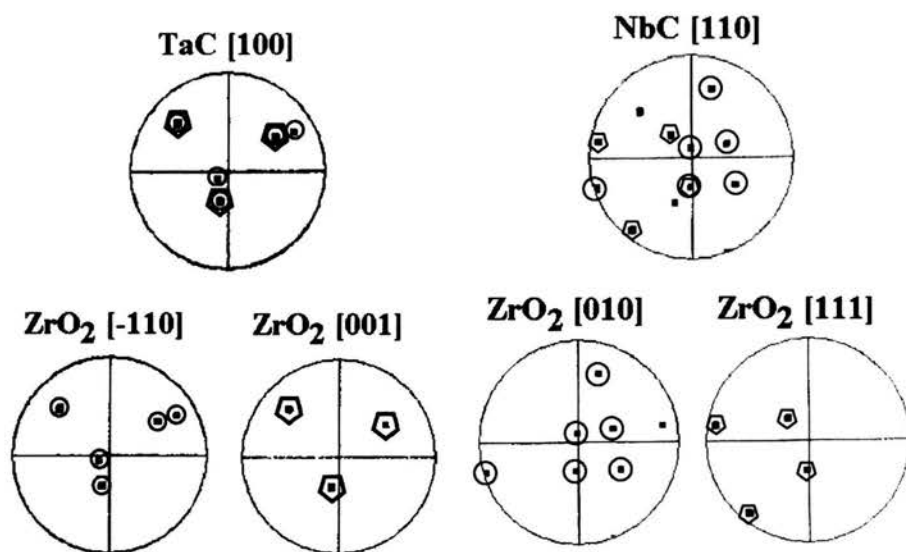 TaC [100]
NbC [110]
ZrO2 [-110]
ZrO2 [001]
ZrO2 [010]
ZrO2 [111]